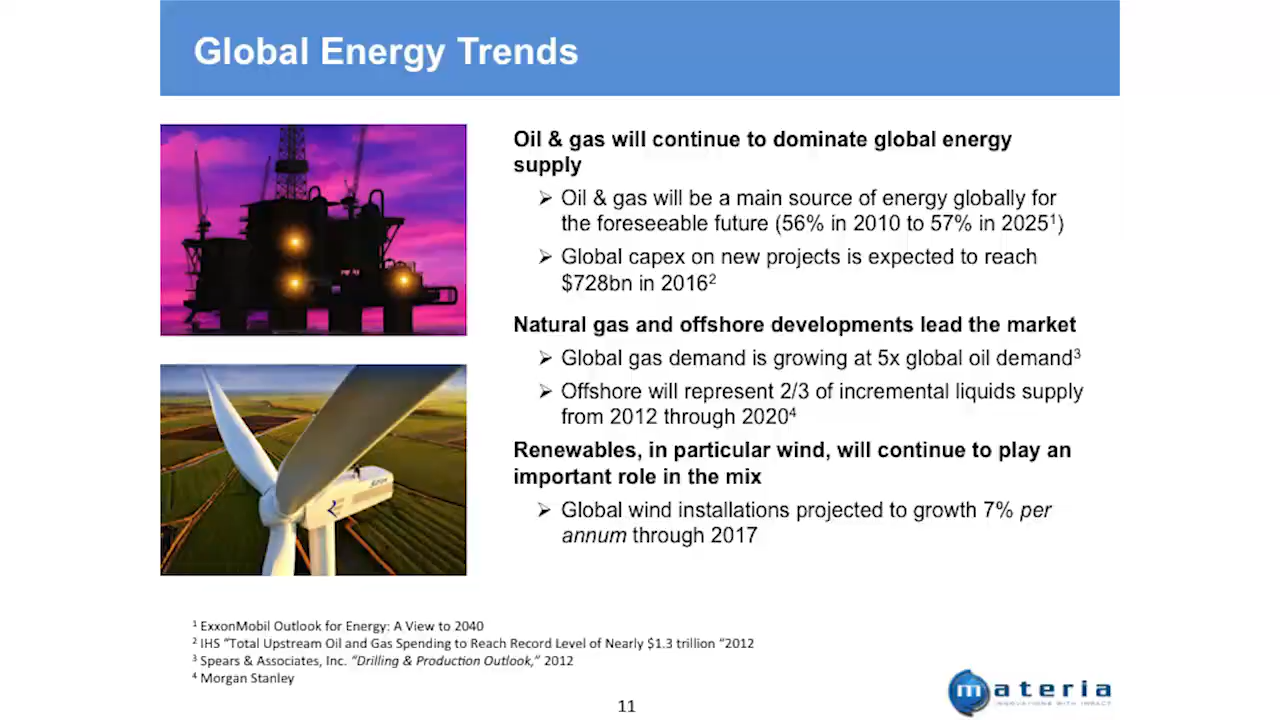 Global Energy Trends
Oil & gas will continue to dominate global energy
supply
➢ Oil & gas will be a main source of energy globally for
the foreseeable future (56% in 2010 to 57% in 2025¹)
➢ Global capex on new projects is expected to reach
$728bn in 2016²
Natural gas and offshore developments lead the market
➢ Global gas demand is growing at 5x global oil demand³
➢ Offshore will represent 2/3 of incremental liquids supply
from 2012 through 2020⁴
Renewables, in particular wind, will continue to play an
important role in the mix
➢ Global wind installations projected to growth 7% per
annum through 2017
¹ ExxonMobil Outlook for Energy: A View to 2040
² IHS “Total Upstream Oil and Gas Spending to Reach Record Level of Nearly $1.3 trillion “2012
³ Spears & Associates, Inc. “Drilling & Production Outlook,” 2012
⁴ Morgan Stanley
11
materia
INNOVATIONS WITH IMPACT